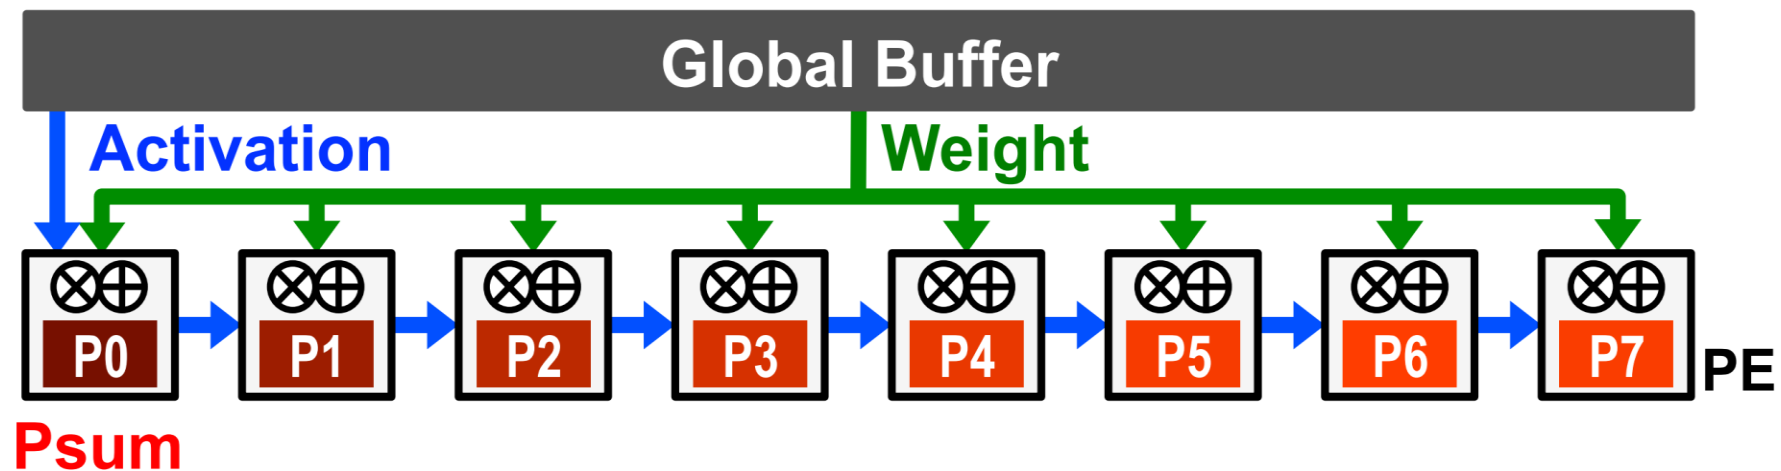 Global Buffer
Activation
Weight
P0 P1 P2 P3 P4 P5 P6 P7
PE
Psum